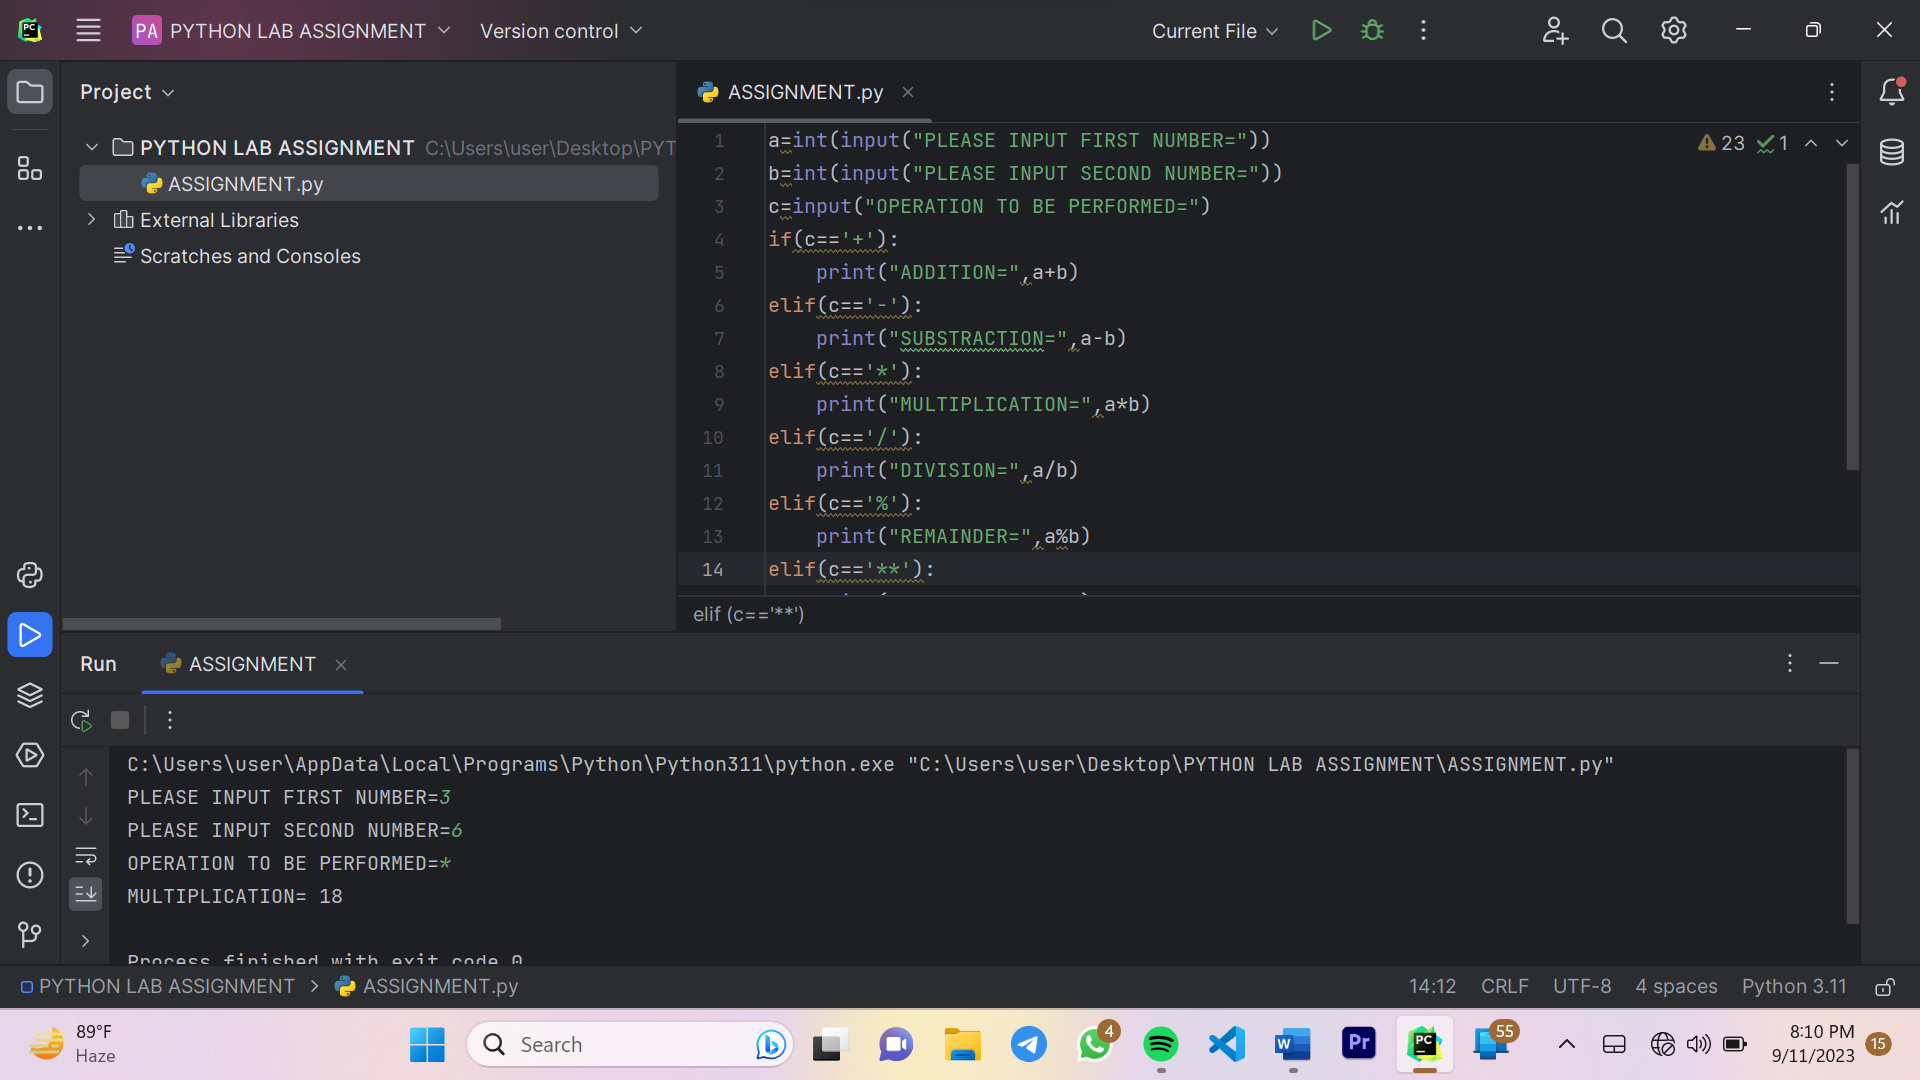 PC
PA PYTHON LAB ASSIGNMENT Version control Current File
Project
PYTHON LAB ASSIGNMENT C:\Users\user\Desktop\PYT
ASSIGNMENT.py
External Libraries
Scratches and Consoles
ASSIGNMENT.py
23 1
1 a=int(input("PLEASE INPUT FIRST NUMBER="))
2 b=int(input("PLEASE INPUT SECOND NUMBER="))
3 c=input("OPERATION TO BE PERFORMED=")
4 if(c=='+'):
5 print("ADDITION=",a+b)
6 elif(c=='-'):
7 print("SUBSTRACTION=",a-b)
8 elif(c=='*'):
9 print("MULTIPLICATION=",a*b)
10 elif(c=='/'):
11 print("DIVISION=",a/b)
12 elif(c=='%'):
13 print("REMAINDER=",a%b)
14 elif(c=='**'):
elif (c=='**')
Run ASSIGNMENT
C:\Users\user\AppData\Local\Programs\Python\Python311\python.exe "C:\Users\user\Desktop\PYTHON LAB ASSIGNMENT\ASSIGNMENT.py"
PLEASE INPUT FIRST NUMBER=3
PLEASE INPUT SECOND NUMBER=6
OPERATION TO BE PERFORMED=*
MULTIPLICATION= 18
Process finished with exit code 0
PYTHON LAB ASSIGNMENT > ASSIGNMENT.py 14:12 CRLF UTF-8 4 spaces Python 3.11
89°F
Haze
Search
4
W
Pr
PC
55
8:10 PM
9/11/2023
15